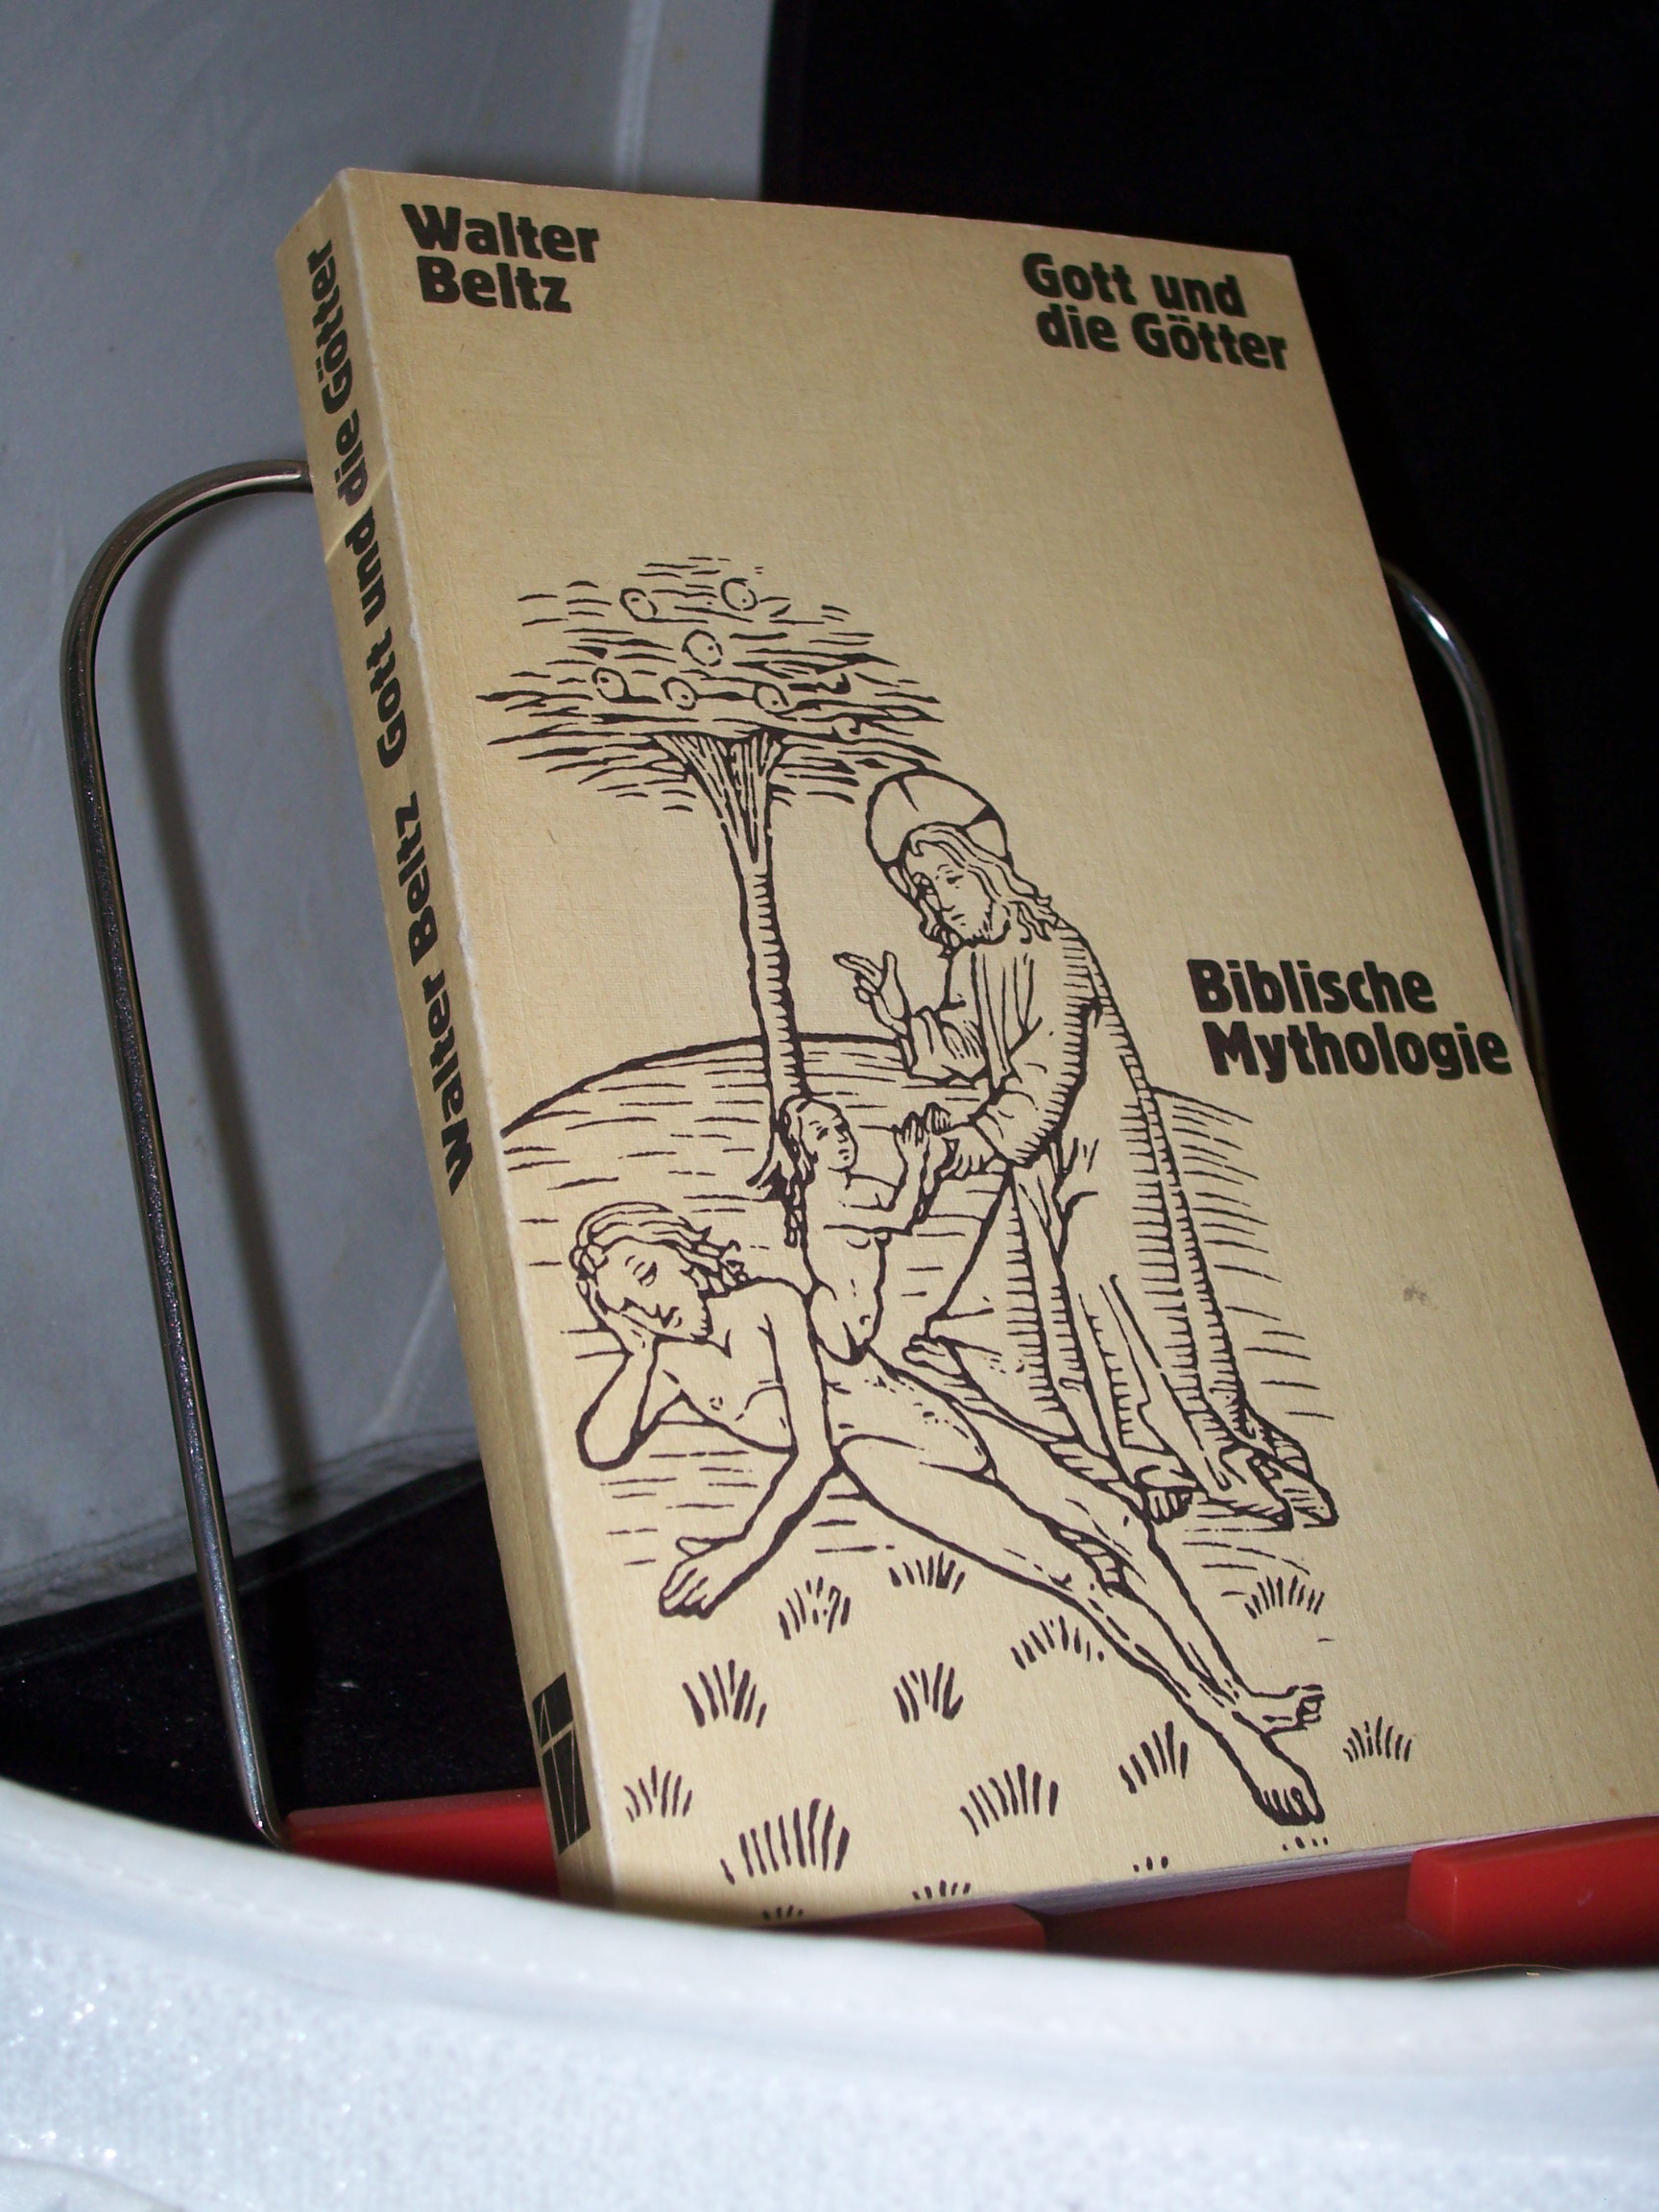 Walter
Beltz
Gott und
die Götter
Biblische
Mythologie
Walter Beltz Gott und die Götter